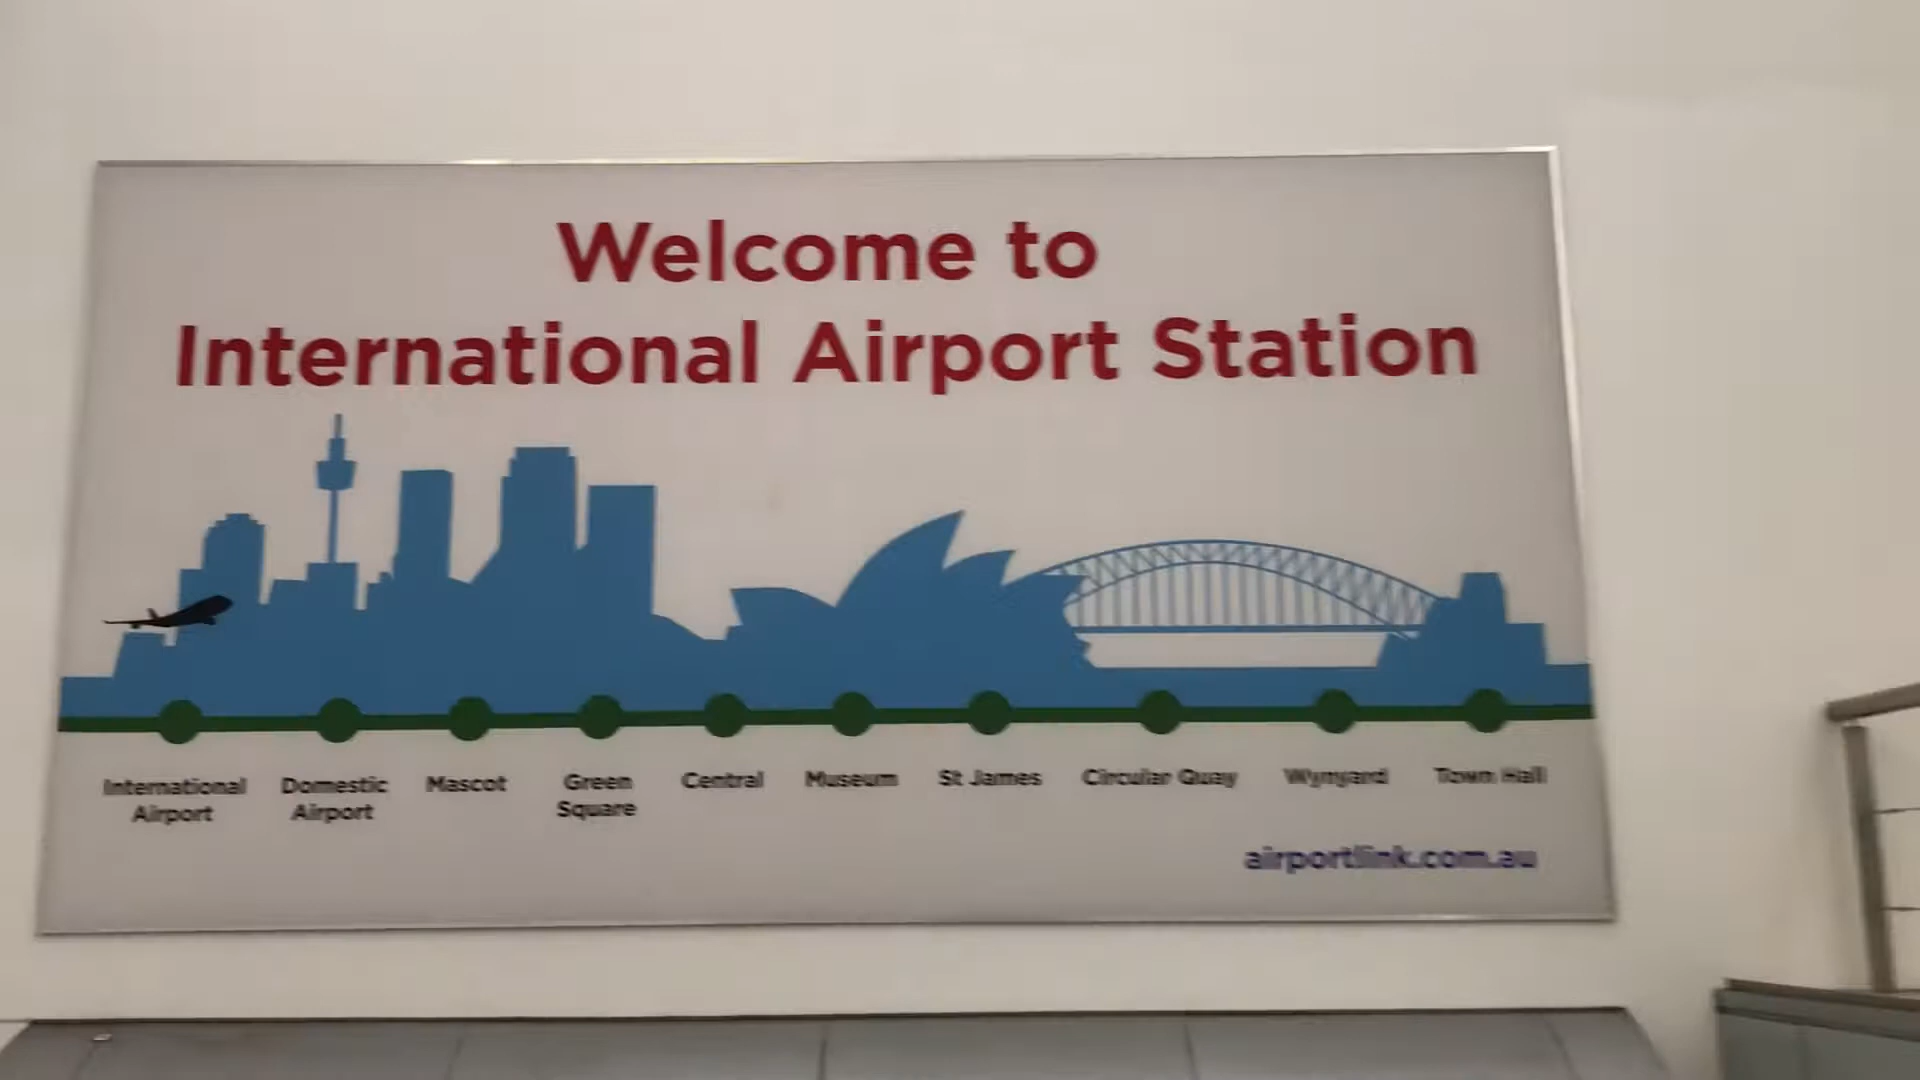 Welcome to
International Airport Station
International Airport
Domestic Airport
Mascot
Green Square
Central
Museum
St James
Circular Quay
Wynyard
Town Hall
airportlink.com.au